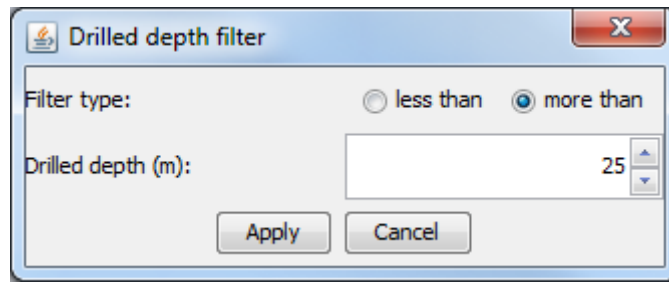 Drilled depth filter
Filter type: less than more than
Drilled depth (m): 25
Apply Cancel